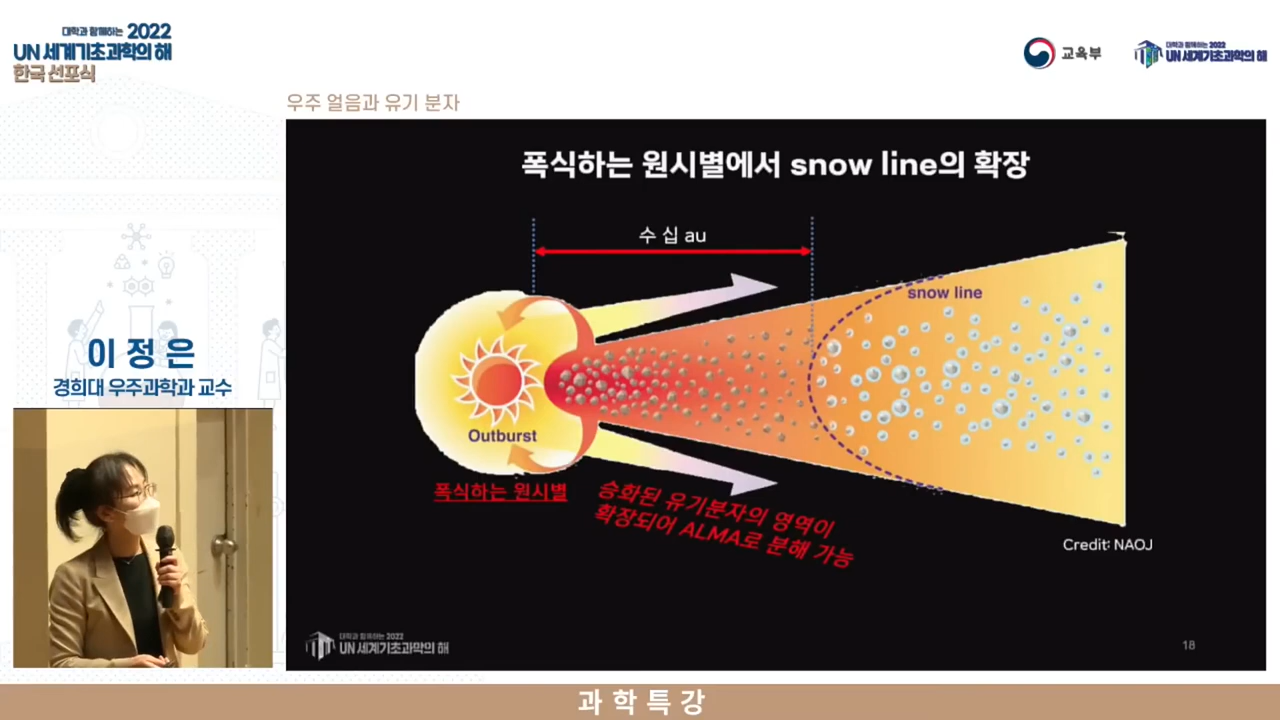 대학과 함께하는 2022
UN 세계기초과학의 해
한국 선포식
교육부
대학과 함께하는 2022
UN 세계기초과학의 해
우주 얼음과 유기 분자
폭식하는 원시별에서 snow line의 확장
수 십 au
snow line
Outburst
폭식하는 원시별
승화된 유기분자의 영역이
확장되어 ALMA로 분해 가능
Credit: NAOJ
대학과 함께하는 2022
UN 세계기초과학의 해
18
이정은
경희대 우주과학과 교수
과학특강